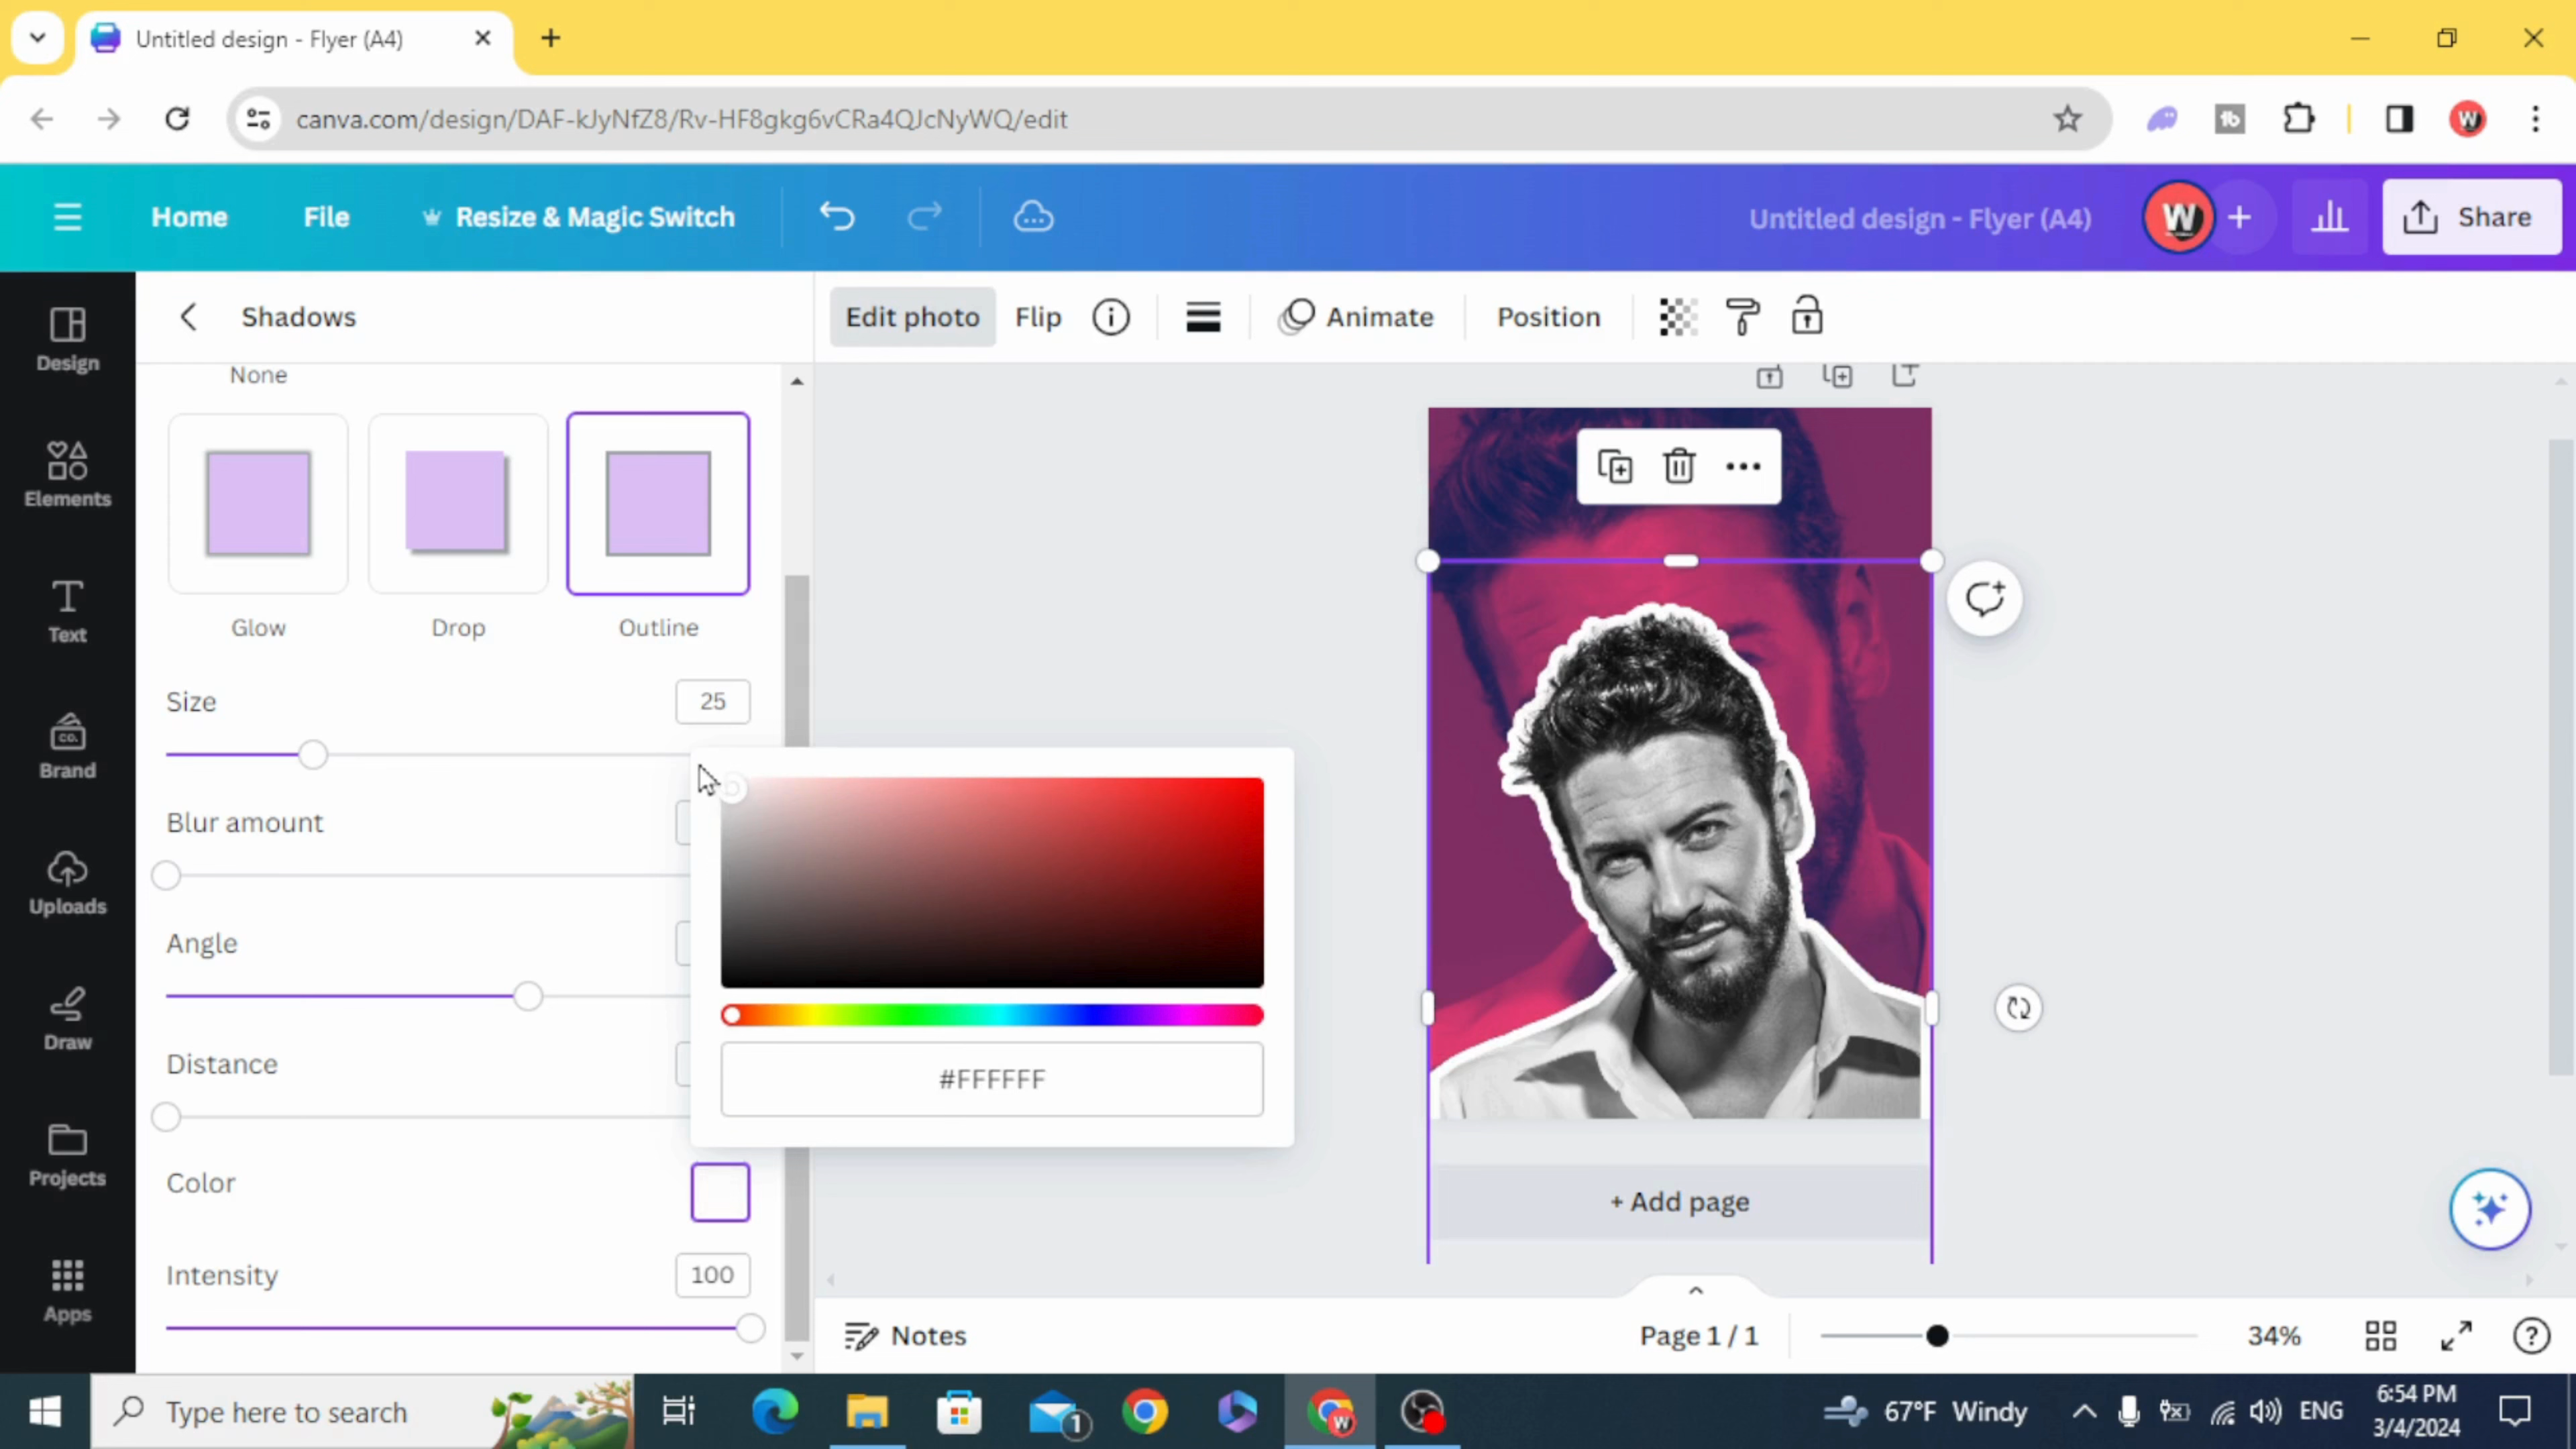 Untitled design - Flyer (A4)
canva.com/design/DAF-kJyNfZ8/Rv-HF8gkg6vCRa4QJcNyWQ/edit
Home File Resize & Magic Switch Untitled design - Flyer (A4) W Share
Shadows
Edit photo Flip Animate Position
Design
Elements
Text
Brand
Uploads
Draw
Projects
Apps
None
Glow Drop Outline
Size 25
Blur amount
Angle
Distance
Color
Intensity 100
#FFFFFF
+ Add page
Notes
Page 1 / 1
34%
Type here to search
1
67°F Windy
ENG
6:54 PM
3/4/2024